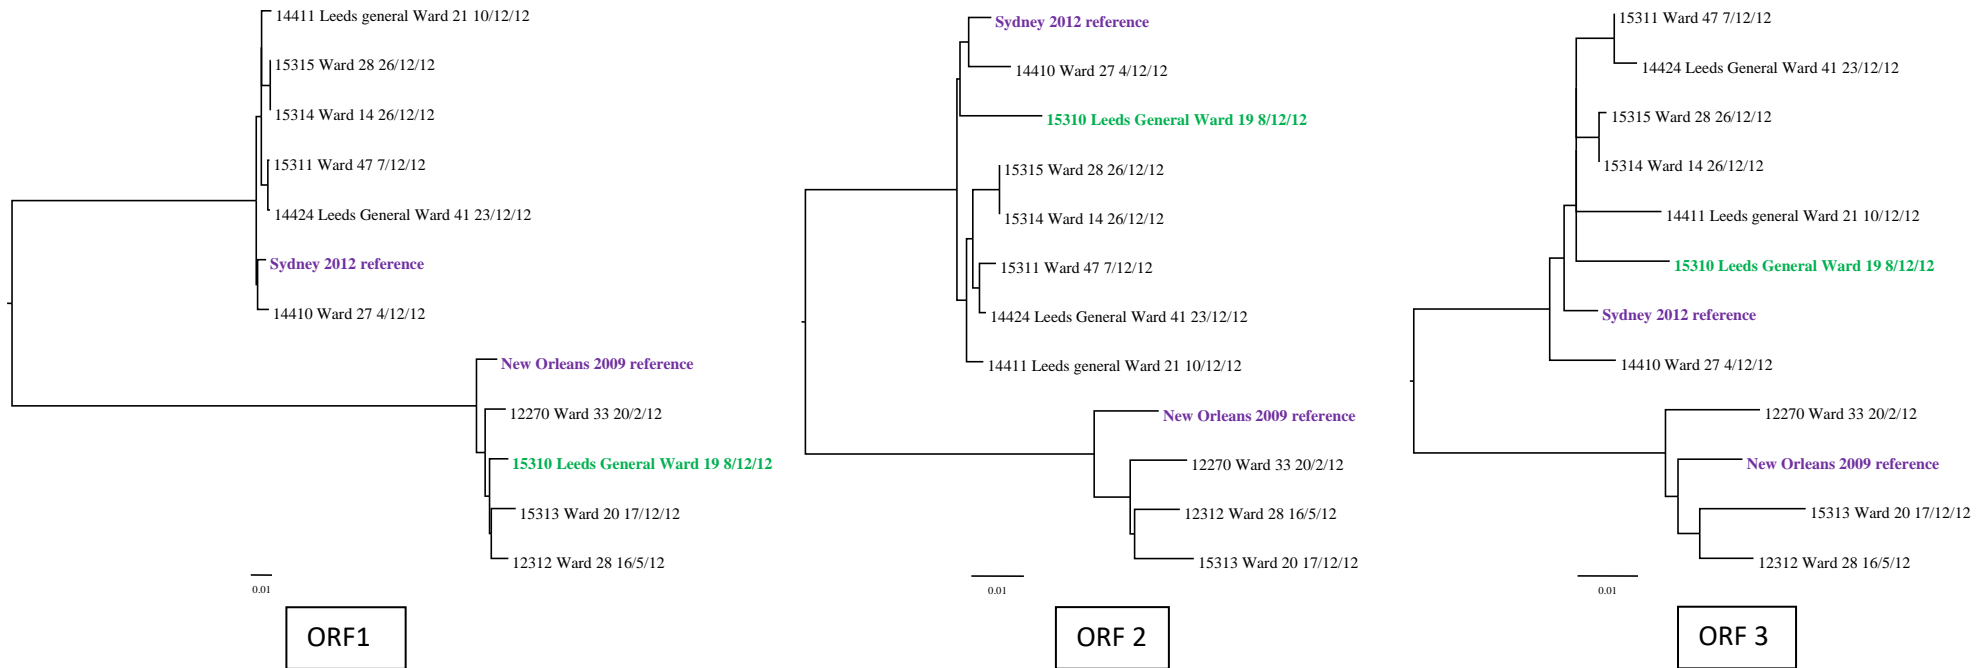 14411 Leeds general Ward 21 10/12/12
15315 Ward 28 26/12/12
15314 Ward 14 26/12/12
15311 Ward 47 7/12/12
14424 Leeds General Ward 41 23/12/12
Sydney 2012 reference
14410 Ward 27 4/12/12
New Orleans 2009 reference
12270 Ward 33 20/2/12
15310 Leeds General Ward 19 8/12/12
15313 Ward 20 17/12/12
12312 Ward 28 16/5/12
0.01
ORF1
Sydney 2012 reference
14410 Ward 27 4/12/12
15310 Leeds General Ward 19 8/12/12
15315 Ward 28 26/12/12
15314 Ward 14 26/12/12
15311 Ward 47 7/12/12
14424 Leeds General Ward 41 23/12/12
14411 Leeds general Ward 21 10/12/12
New Orleans 2009 reference
12270 Ward 33 20/2/12
12312 Ward 28 16/5/12
15313 Ward 20 17/12/12
0.01
ORF 2
15311 Ward 47 7/12/12
14424 Leeds General Ward 41 23/12/12
15315 Ward 28 26/12/12
15314 Ward 14 26/12/12
14411 Leeds general Ward 21 10/12/12
15310 Leeds General Ward 19 8/12/12
Sydney 2012 reference
14410 Ward 27 4/12/12
12270 Ward 33 20/2/12
New Orleans 2009 reference
15313 Ward 20 17/12/12
12312 Ward 28 16/5/12
0.01
ORF 3